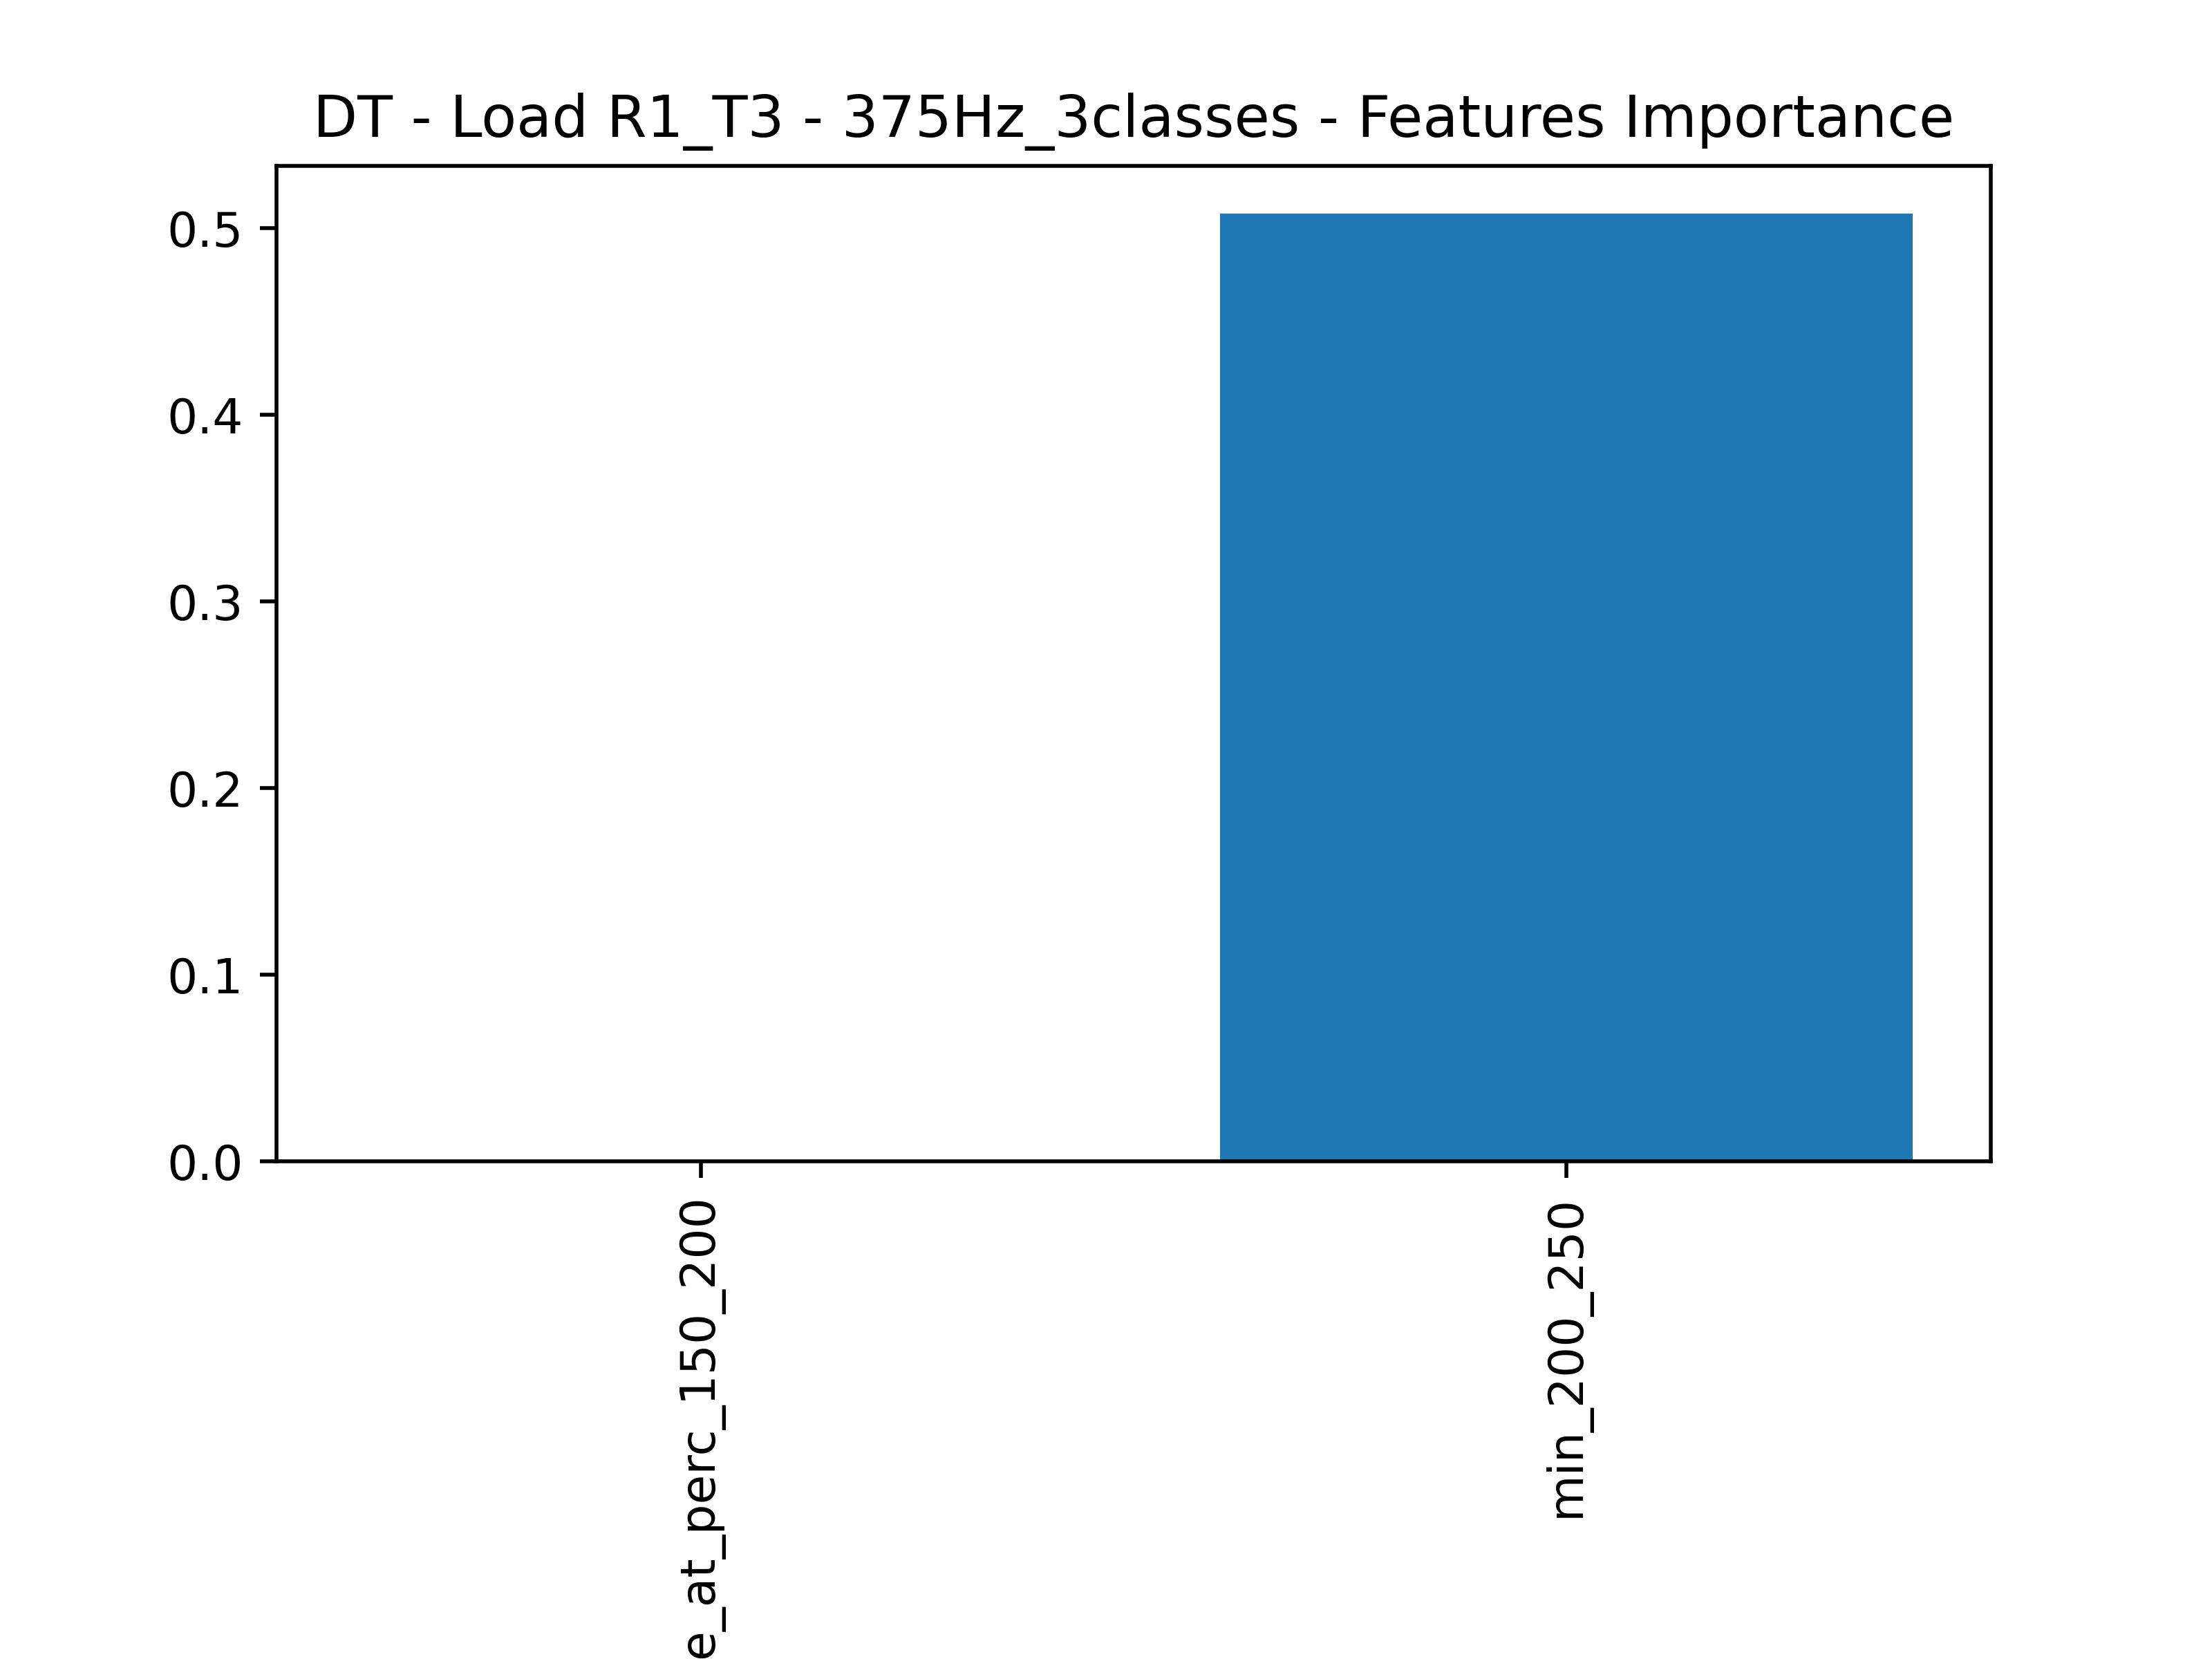 DT - Load R1_T3 - 375Hz_3classes - Features Importance
0.5
0.4
0.3
0.2
0.1
0.0
e_at_perc_150_200
min_200_250